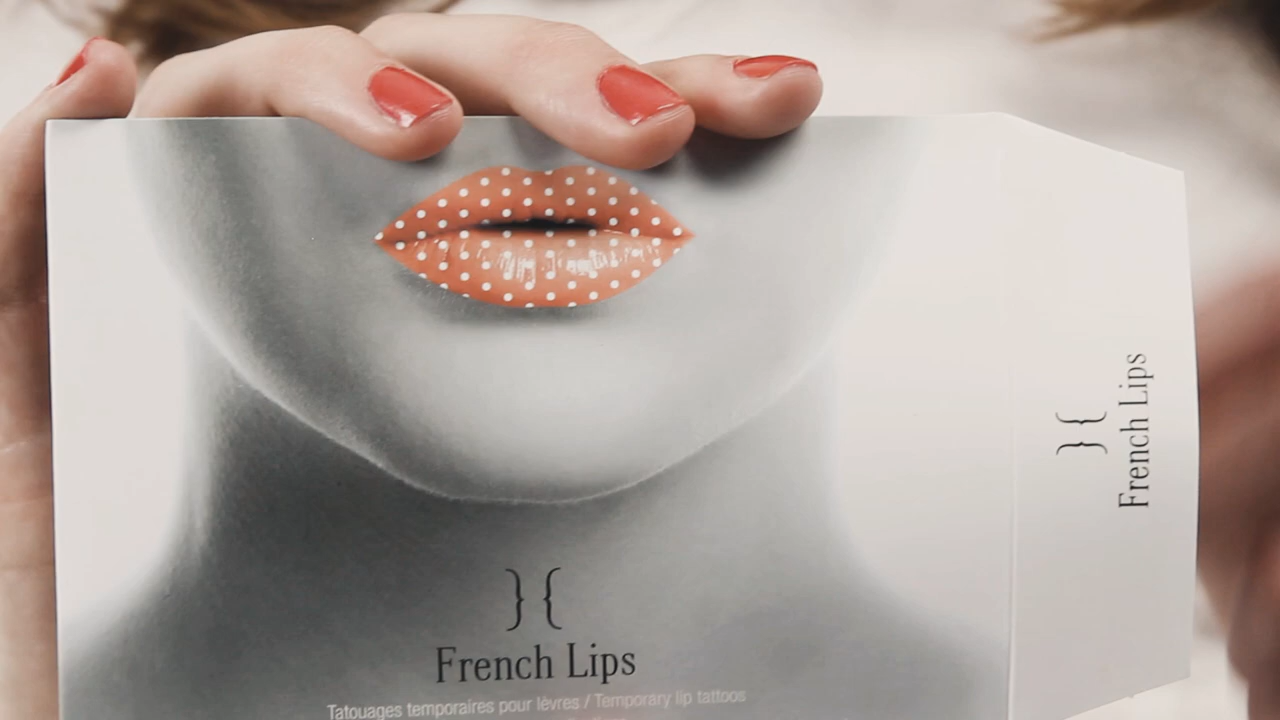 } {
French Lips
Tatouages temporaires pour lèvres / Temporary lip tattoos
} {
French Lips